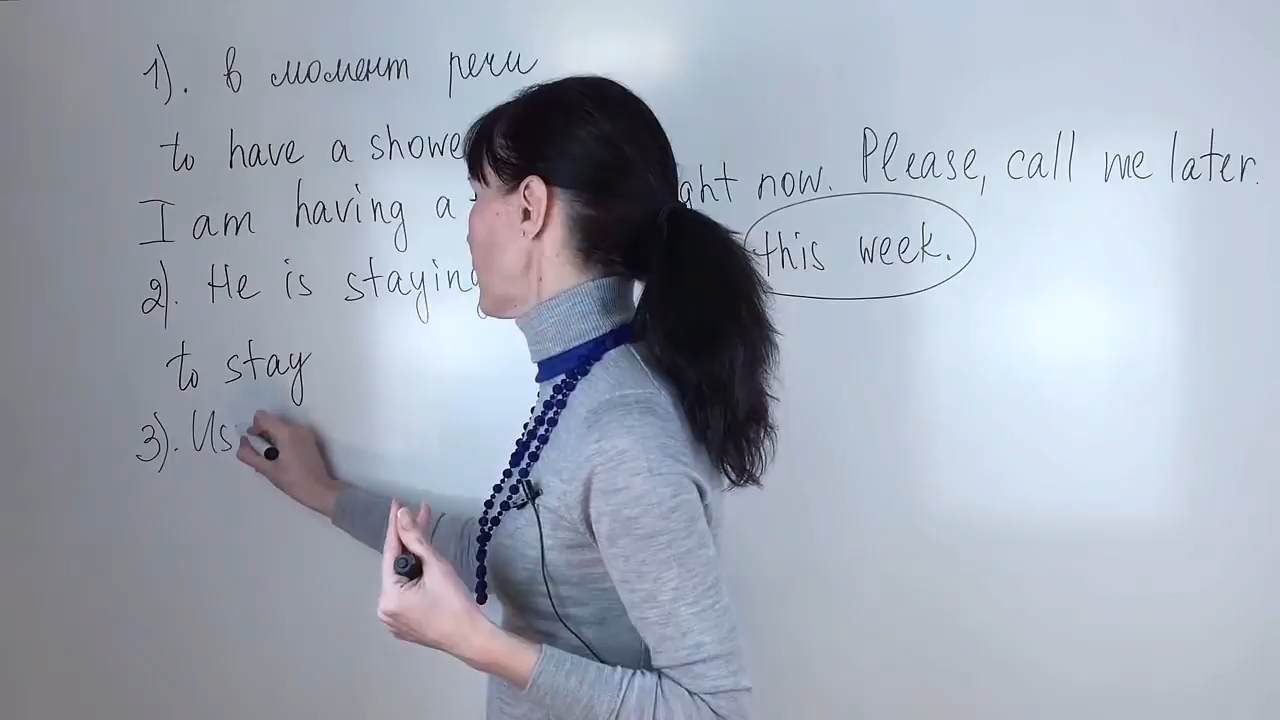 1). в момент речи
to have a showe
I am having a ght now. Please, call me later.
2). He is staying this week.
to stay
3). Us